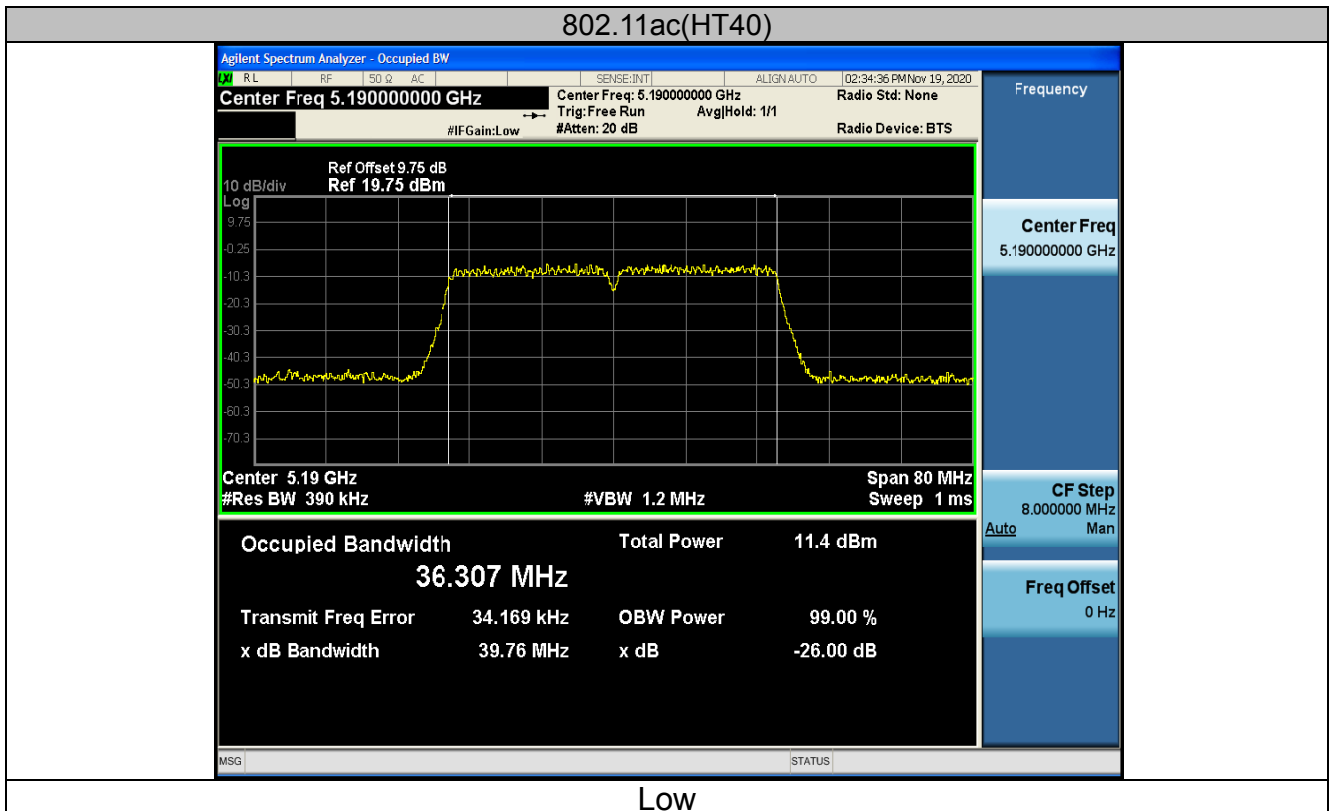 802.11ac(HT40)
Agilent Spectrum Analyzer - Occupied BW
LXI RL RF 50 Ω AC SENSE:INT ALIGN AUTO 02:34:36 PM Nov 19, 2020
Center Freq 5.190000000 GHz
Center Freq: 5.190000000 GHz
Radio Std: None
Trig: Free Run Avg|Hold: 1/1
#IFGain:Low #Atten: 20 dB Radio Device: BTS
Frequency
Ref Offset 9.75 dB
10 dB/div Ref 19.75 dBm
Log
9.75
-0.25
-10.3
-20.3
-30.3
-40.3
-50.3
-60.3
-70.3
Center 5.19 GHz Span 80 MHz
#Res BW 390 kHz #VBW 1.2 MHz Sweep 1 ms
Center Freq
5.190000000 GHz
CF Step
8.000000 MHz
Auto Man
Freq Offset
0 Hz
Occupied Bandwidth Total Power 11.4 dBm
36.307 MHz
Transmit Freq Error 34.169 kHz OBW Power 99.00 %
x dB Bandwidth 39.76 MHz x dB -26.00 dB
MSG STATUS
Low